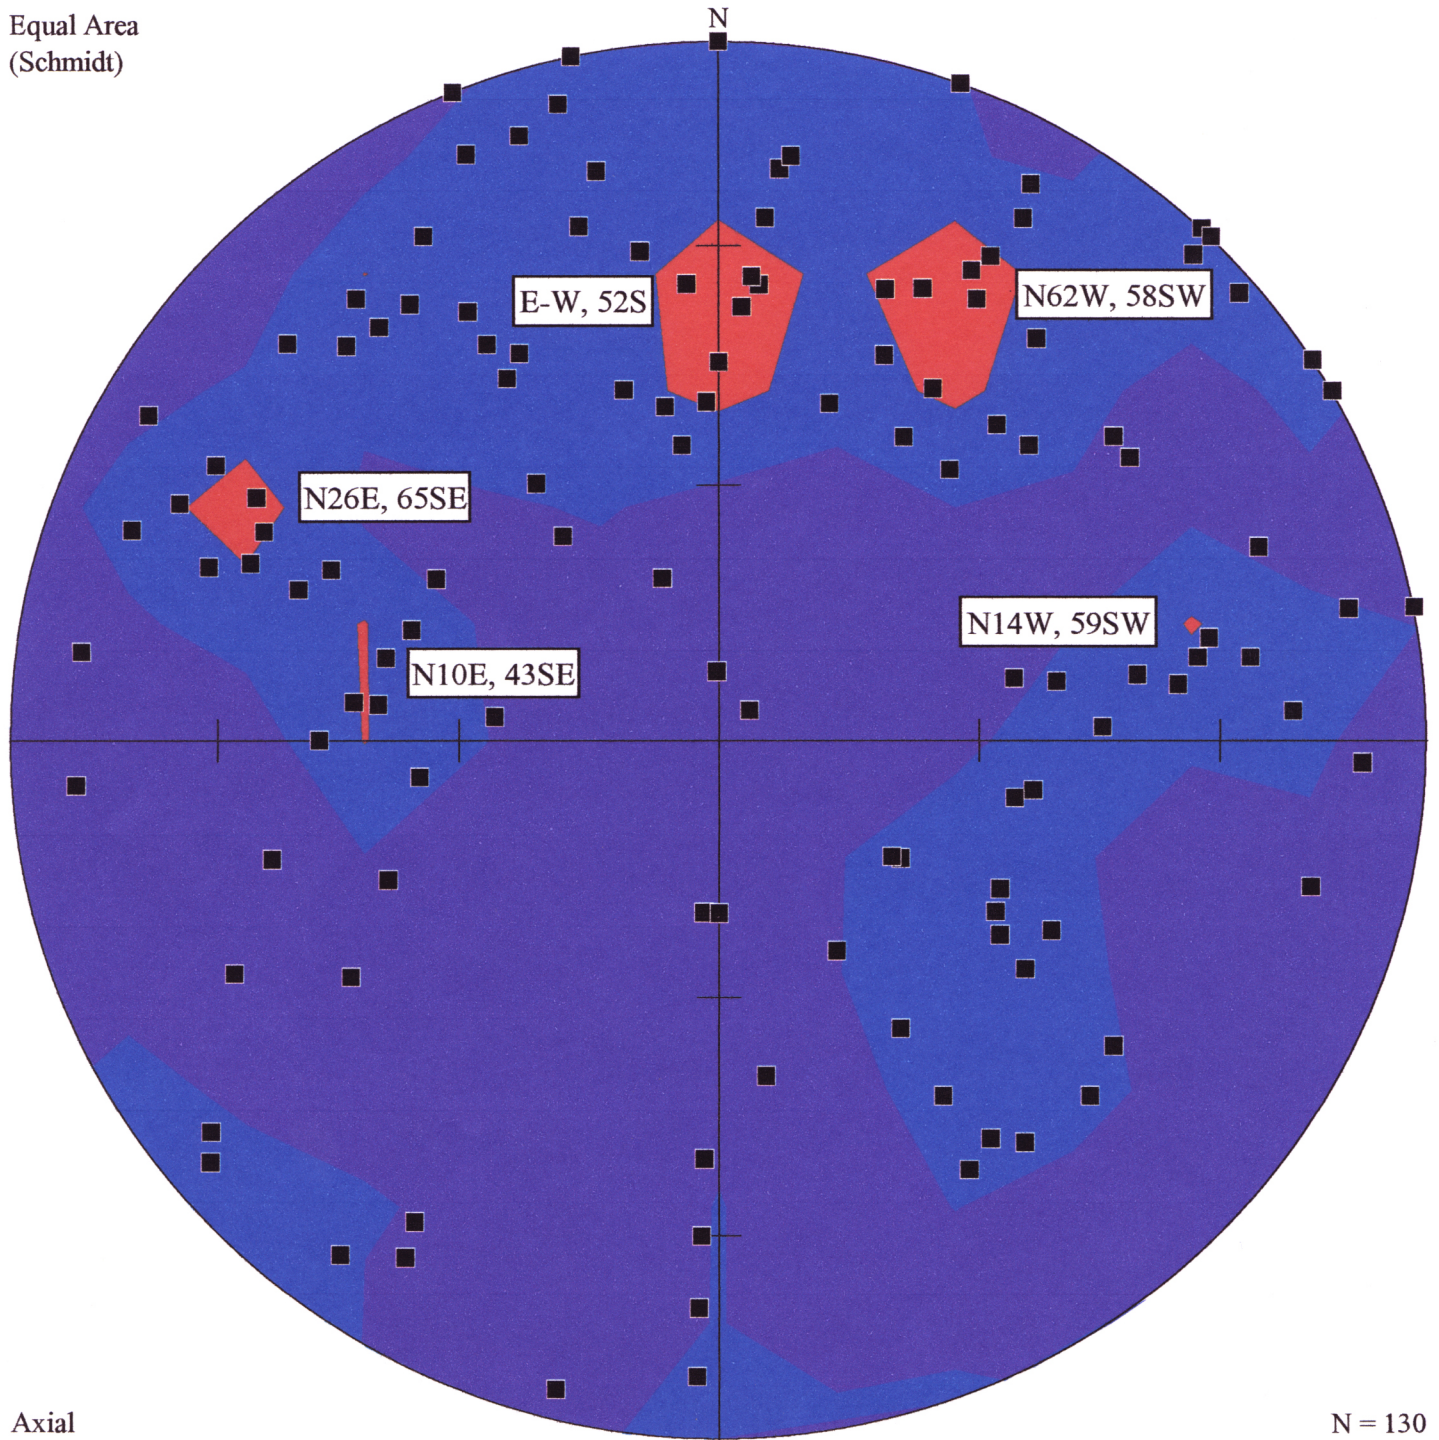 Equal Area
(Schmidt)
N
E-W, 52S
N62W, 58SW
N26E, 65SE
N14W, 59SW
N10E, 43SE
Axial
N = 130